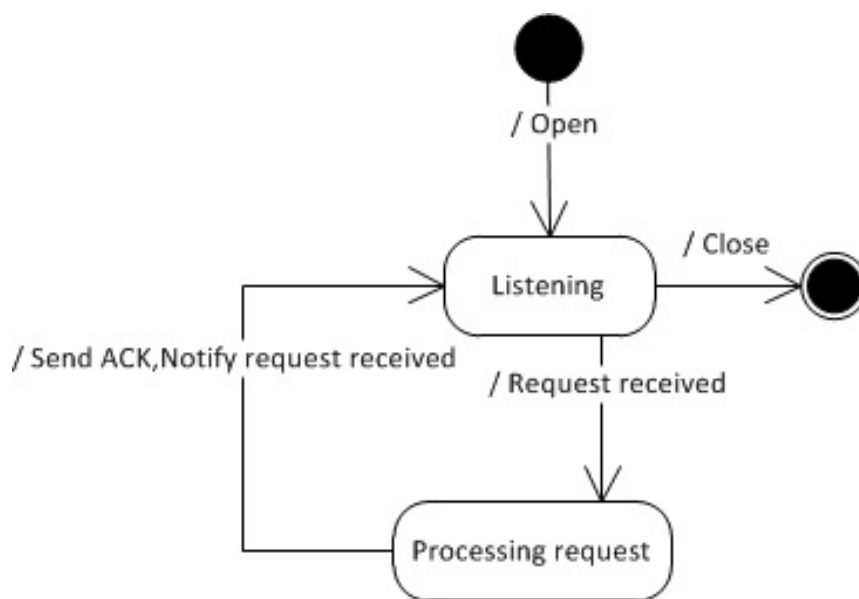 / Open
/ Close
Listening
/ Send ACK,Notify request received
/ Request received
Processing request